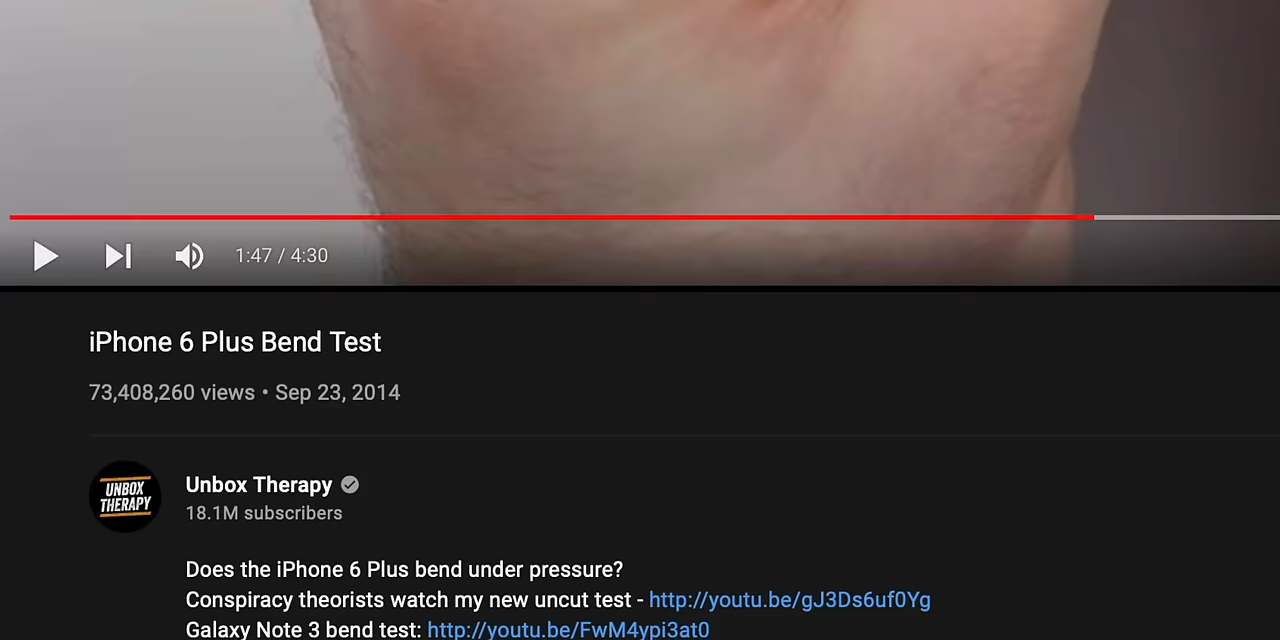 1:47 / 4:30
iPhone 6 Plus Bend Test
73,408,260 views • Sep 23, 2014
UNBOX
THERAPY
Unbox Therapy
18.1M subscribers
Does the iPhone 6 Plus bend under pressure?
Conspiracy theorists watch my new uncut test - http://youtu.be/gJ3Ds6uf0Yg
Galaxy Note 3 bend test: http://youtu.be/FwM4ypi3at0